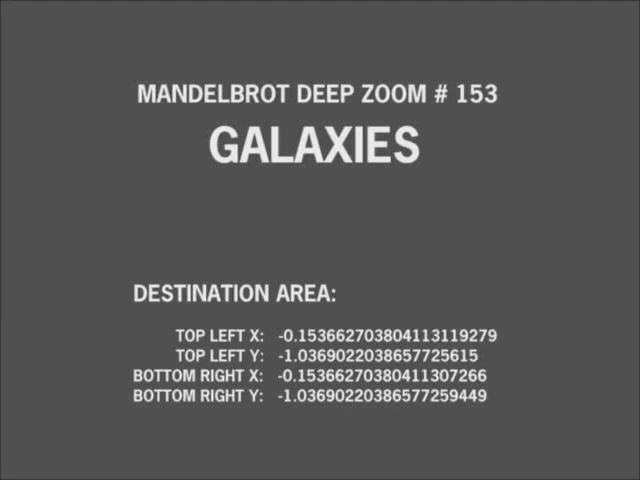 MANDELBROT DEEP ZOOM # 153
GALAXIES
DESTINATION AREA:
TOP LEFT X: -0.153662703804113119279
TOP LEFT Y: -1.0369022038657725615
BOTTOM RIGHT X: -0.15366270380411307266
BOTTOM RIGHT Y: -1.03690220386577259449